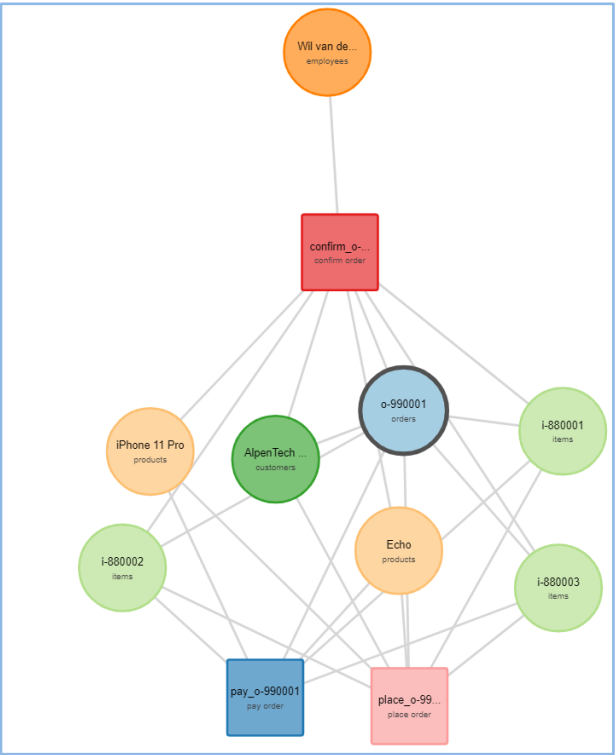 Wil van de...
employees
confirm_o-...
confirm order
o-990001
orders
i-880001
items
iPhone 11 Pro
products
AlpenTech ...
customers
Echo
products
i-880002
items
i-880003
items
pay_o-990001
pay order
place_o-99...
place order